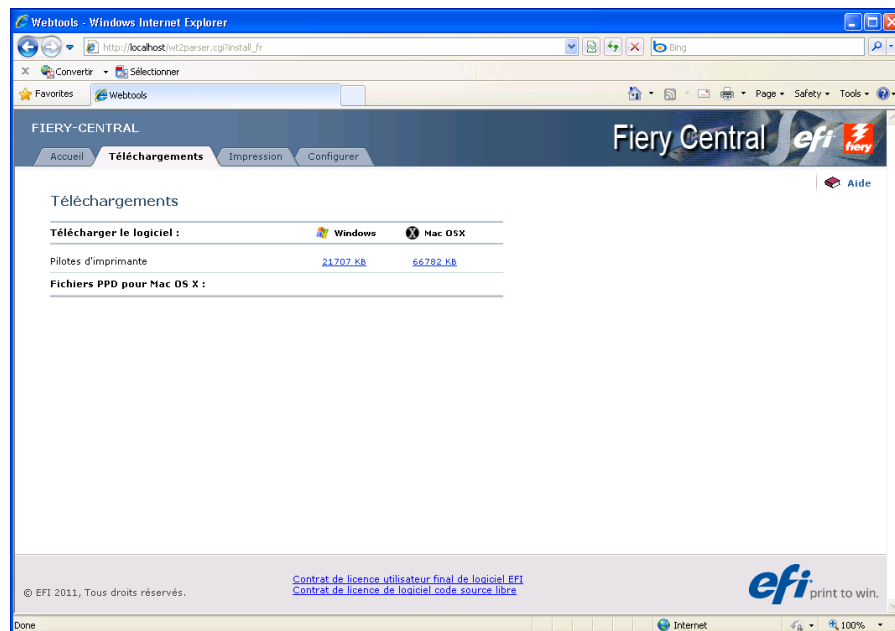 Webtools - Windows Internet Explorer
http://localhost/wt2parser.cgi?install_fr
Bing
x Convertir Sélectionner
Favorites Webtools Page Safety Tools
FIERY-CENTRAL
Fiery Central efi fiery
Accueil Téléchargements Impression Configurer
Aide
Téléchargements
Télécharger le logiciel : Windows X Mac OSX
Pilotes d'imprimante 21707 KB 66782 KB
Fichiers PPD pour Mac OS X :
Contrat de licence utilisateur final de logiciel EFI
Contrat de licence de logiciel code source libre
© EFI 2011, Tous droits réservés.
efi print to win.
Done Internet 100%